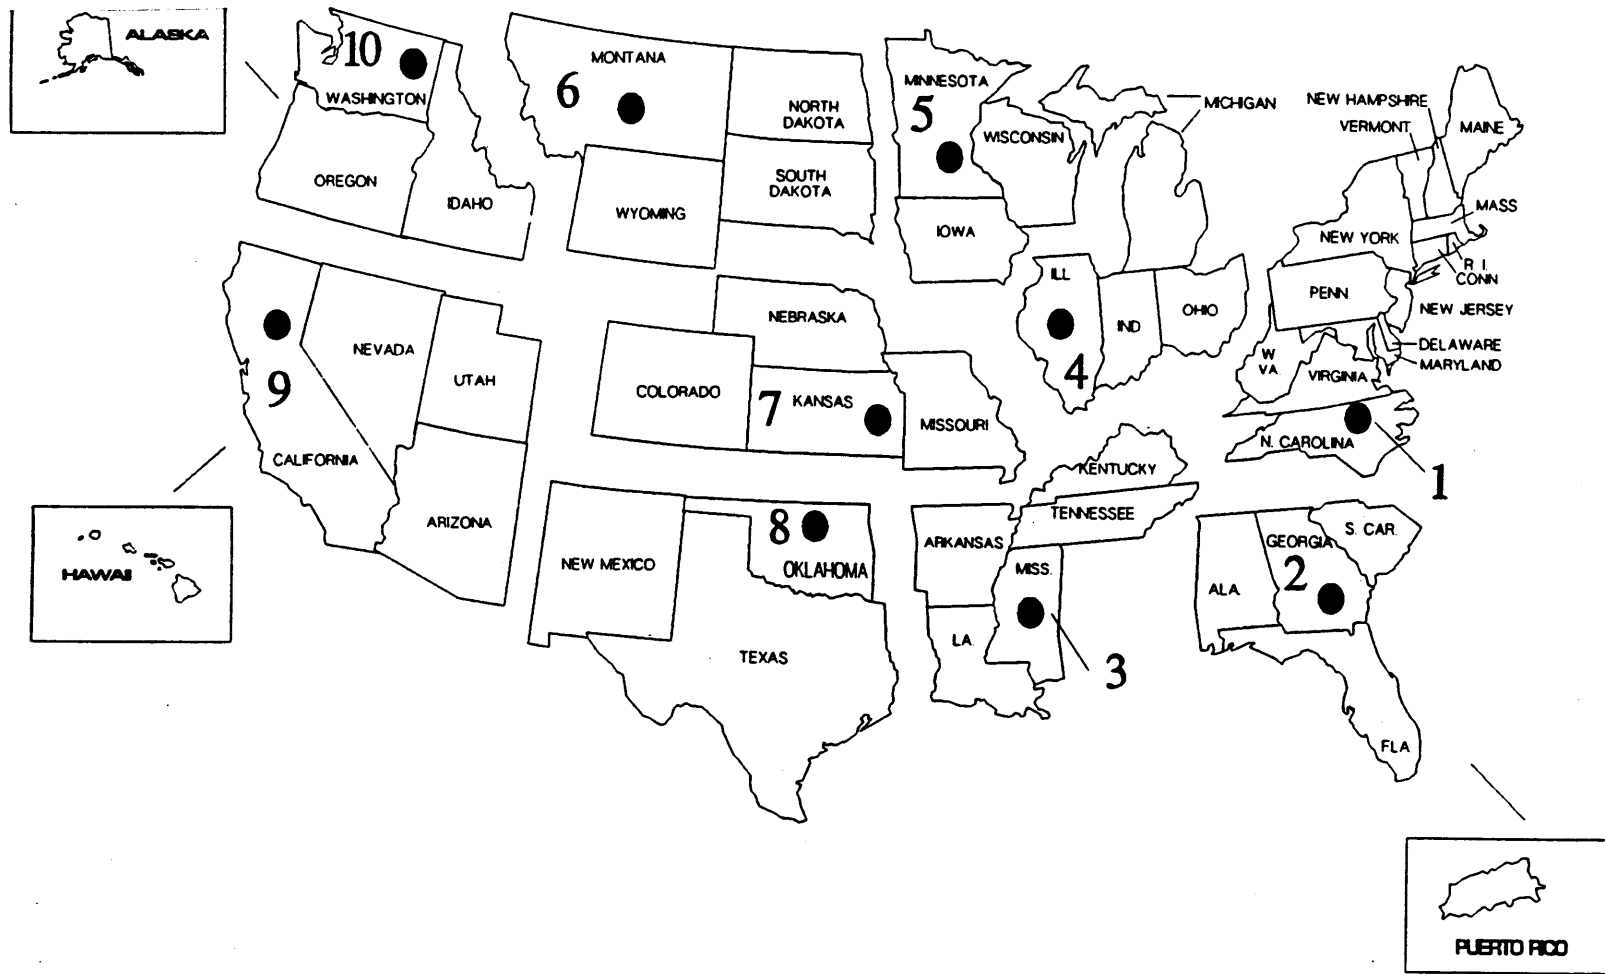 ALASKA
10
WASHINGTON
OREGON
IDAHO
MONTANA
6
WYOMING
NORTH
DAKOTA
SOUTH
DAKOTA
MINNESOTA
5
WISCONSIN
IOWA
MICHIGAN
NEW HAMPSHIRE
VERMONT
MAINE
MASS
NEW YORK
R. I.
CONN
PENN.
NEW JERSEY
DELAWARE
MARYLAND
W.
VA.
VIRGINIA
ILL
4
IND
OHIO
NEBRASKA
NEVADA
UTAH
9
CALIFORNIA
COLORADO
7
KANSAS
MISSOURI
KENTUCKY
TENNESSEE
N. CAROLINA
1
ARIZONA
NEW MEXICO
8
OKLAHOMA
TEXAS
ARKANSAS
LA.
MISS.
3
ALA.
GEORGIA
2
S. CAR.
FLA
HAWAII
PUERTO RICO